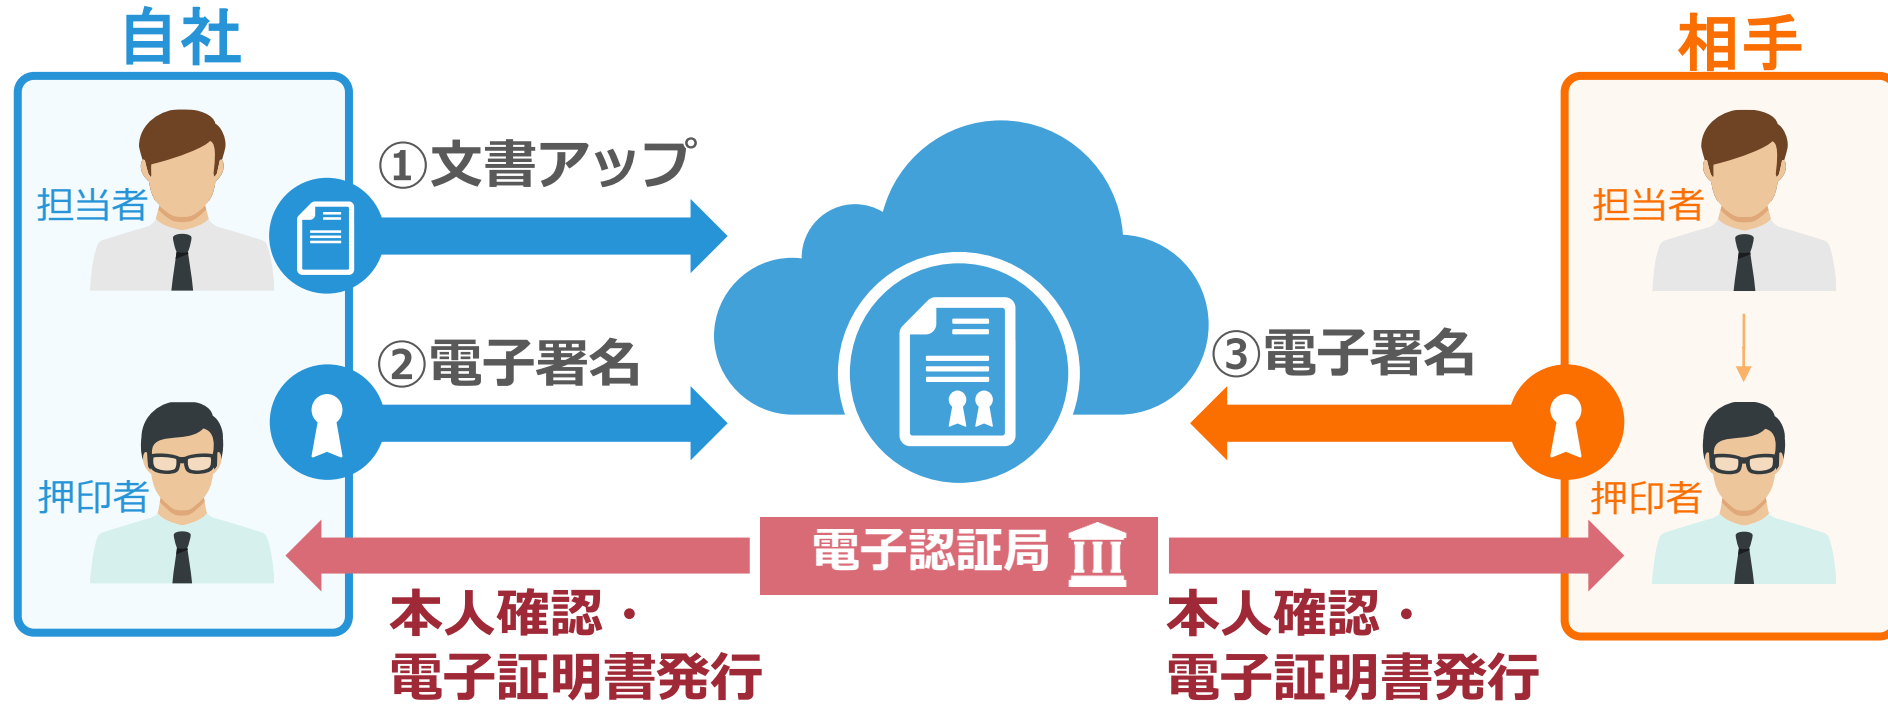 自社
相手
①文書アップ
担当者
担当者
②電子署名
③電子署名
押印者
押印者
電子認証局
本人確認・
電子証明書発行
本人確認・
電子証明書発行